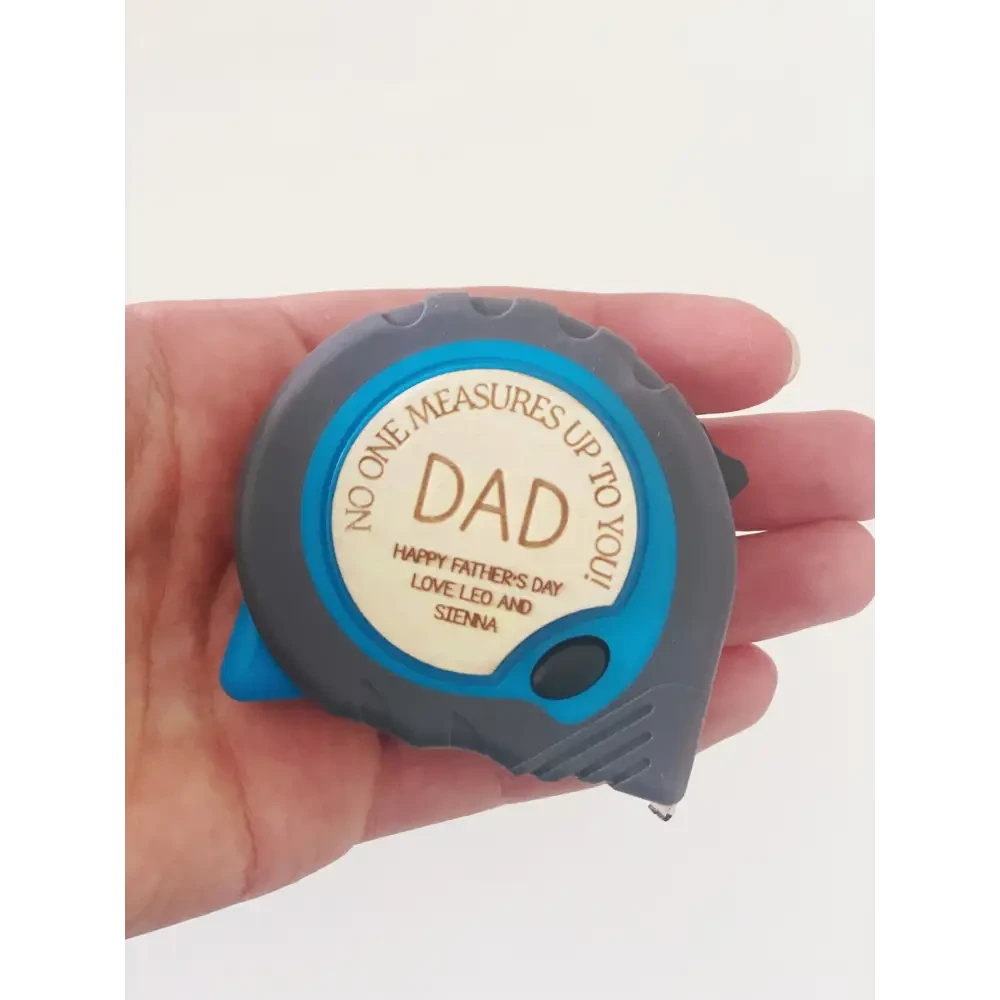 NO ONE MEASURES UP TO YOU!
DAD
HAPPY FATHER'S DAY
LOVE LEO AND
SIENNA